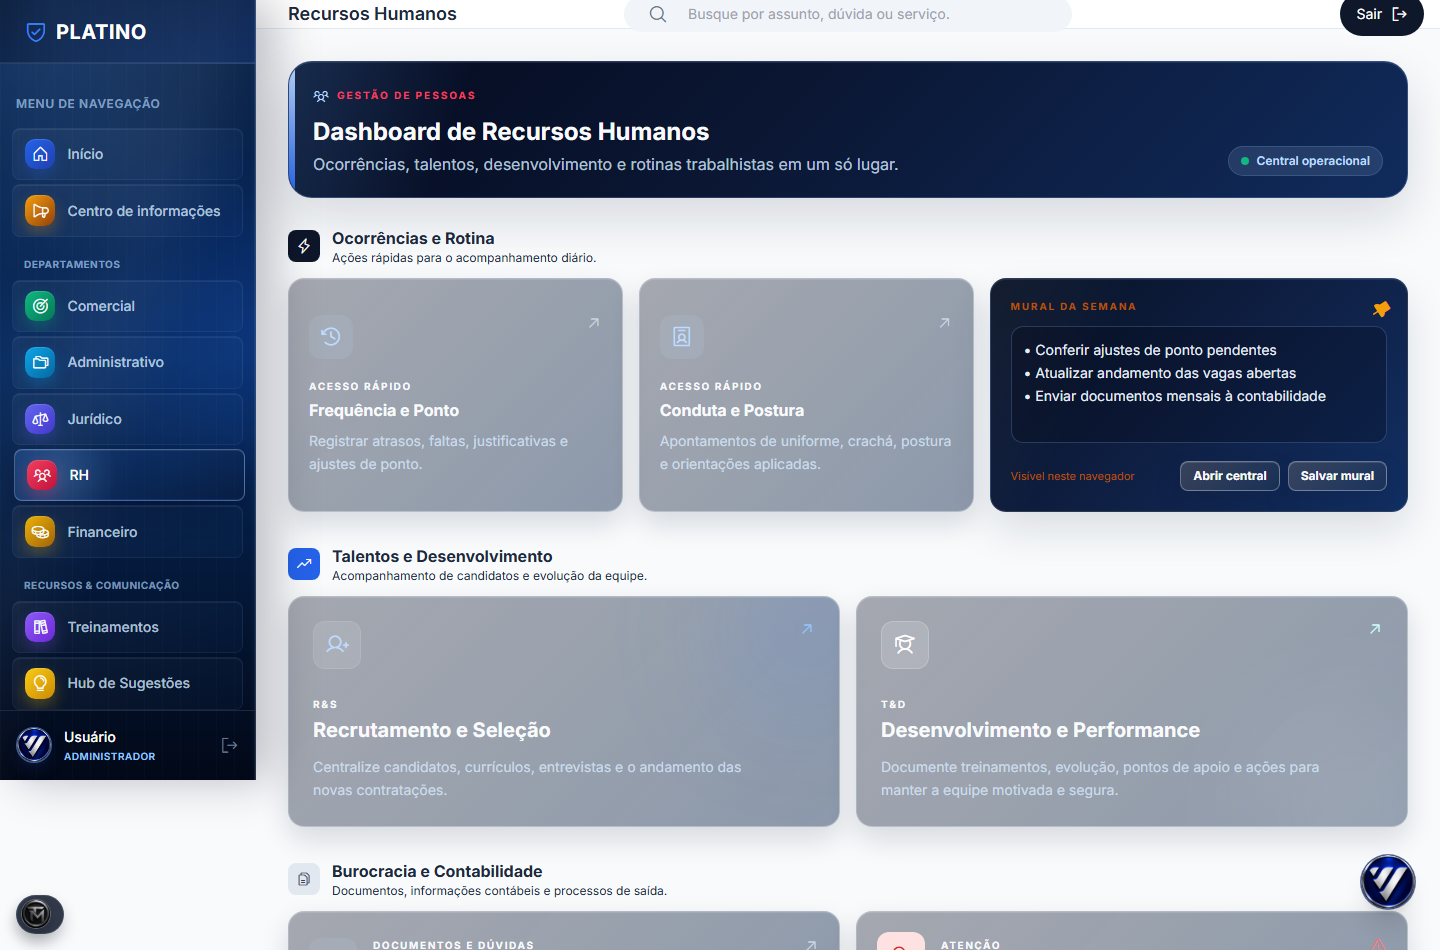 PLATINO
MENU DE NAVEGAÇÃO
Início
Centro de informações
DEPARTAMENTOS
Comercial
Administrativo
Jurídico
RH
Financeiro
RECURSOS & COMUNICAÇÃO
Treinamentos
Hub de Sugestões
Usuário
ADMINISTRADOR
Recursos Humanos
Busque por assunto, dúvida ou serviço.
Sair
GESTÃO DE PESSOAS
Dashboard de Recursos Humanos
Ocorrências, talentos, desenvolvimento e rotinas trabalhistas em um só lugar.
Central operacional
Ocorrências e Rotina
Ações rápidas para o acompanhamento diário.
ACESSO RÁPIDO
Frequência e Ponto
Registrar atrasos, faltas, justificativas e
ajustes de ponto.
ACESSO RÁPIDO
Conduta e Postura
Apontamentos de uniforme, crachá, postura
e orientações aplicadas.
MURAL DA SEMANA
• Conferir ajustes de ponto pendentes
• Atualizar andamento das vagas abertas
• Enviar documentos mensais à contabilidade
Visível neste navegador
Abrir central
Salvar mural
Talentos e Desenvolvimento
Acompanhamento de candidatos e evolução da equipe.
R&S
Recrutamento e Seleção
Centralize candidatos, currículos, entrevistas e o andamento das
novas contratações.
T&D
Desenvolvimento e Performance
Documente treinamentos, evolução, pontos de apoio e ações para
manter a equipe motivada e segura.
Burocracia e Contabilidade
Documentos, informações contábeis e processos de saída.
DOCUMENTOS E DÚVIDAS
ATENÇÃO